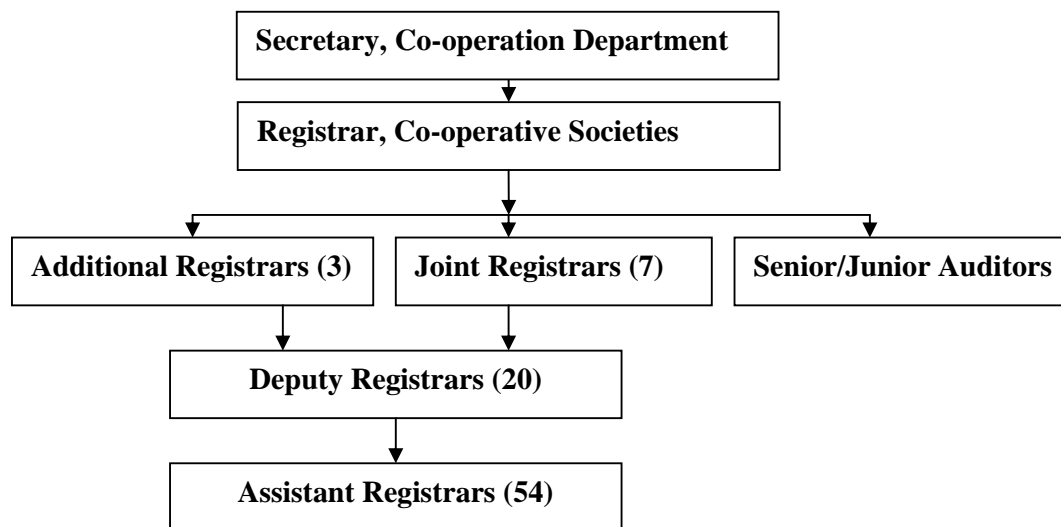 Secretary, Co-operation Department
Registrar, Co-operative Societies
Additional Registrars (3)
Joint Registrars (7)
Senior/Junior Auditors
Deputy Registrars (20)
Assistant Registrars (54)